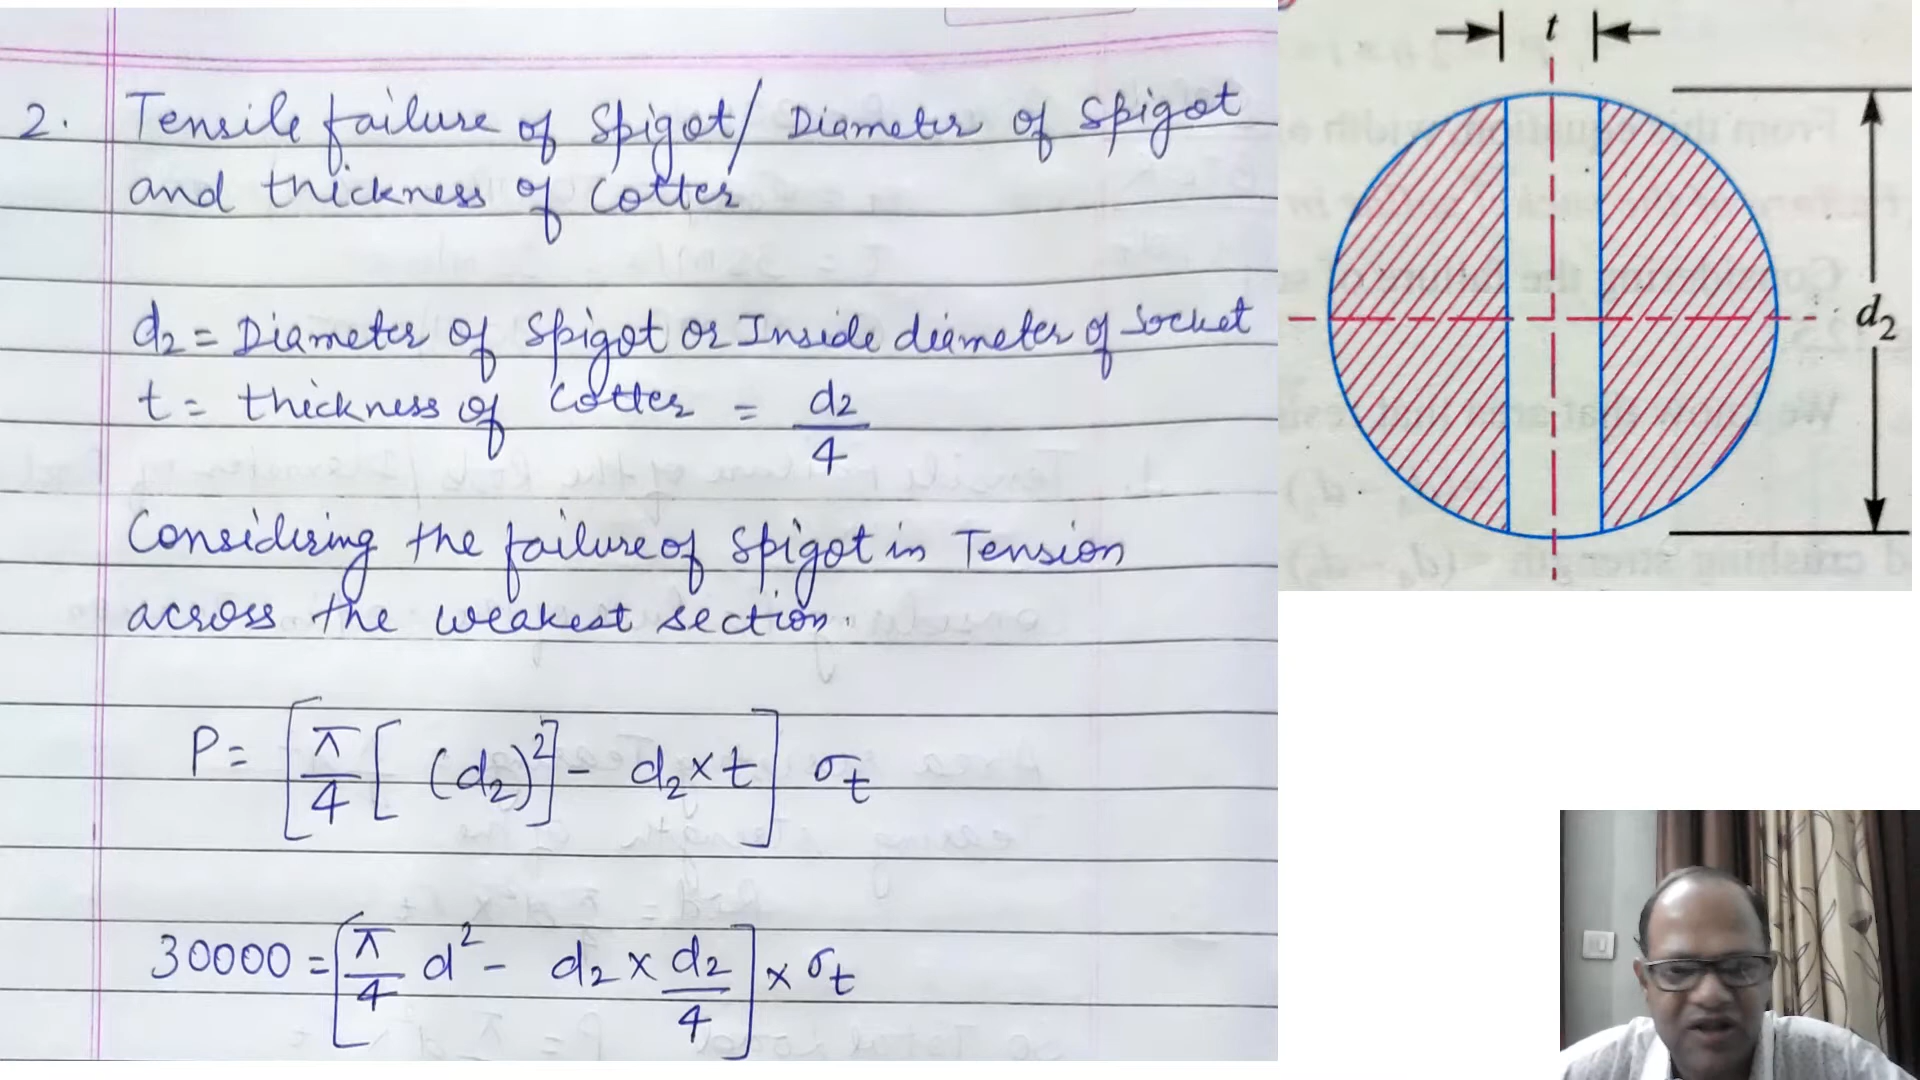 2. Tensile failure of Spigot/ Diameter of Spigot
and thickness of Cotter
d2 = Diameter of Spigot or Inside diameter of Socket
t = thickness of Cotter = d2/4
Considering the failure of Spigot in Tension
across the weakest section.
P = [π/4 [(d2)²] - d2 × t] σt
30000 = [π/4 d² - d2 × d2/4] × σt
t
d2